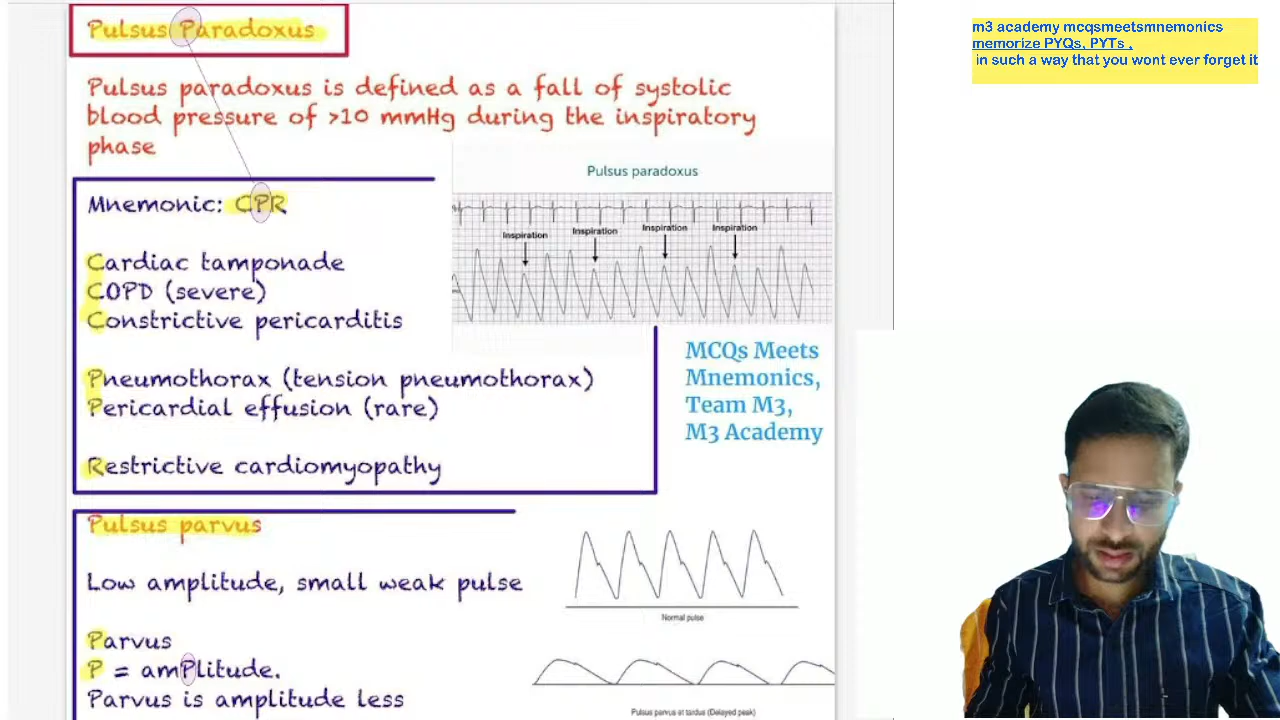 Pulsus Paradoxus
Pulsus paradoxus is defined as a fall of systolic
blood pressure of >10 mmHg during the inspiratory
phase
Mnemonic: CPR
Cardiac tamponade
COPD (severe)
Constrictive pericarditis
Pneumothorax (tension pneumothorax)
Pericardial effusion (rare)
Restrictive cardiomyopathy
Pulsus paradoxus
Inspiration
Inspiration
Inspiration
Inspiration
MCQs Meets
Mnemonics,
Team M3,
M3 Academy
Pulsus parvus
Low amplitude, small weak pulse
Parvus
P = amPlitude.
Parvus is amplitude less
Normal pulse
Pulsus parvus at tardus (Delayed peak)
m3 academy mcqsmeetsmnemonics
memorize PYQs, PYTs ,
in such a way that you wont ever forget it